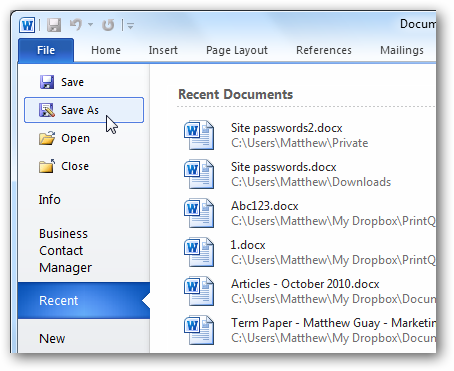 Docume
File Home Insert Page Layout References Mailings
Save
Save As
Open
Close
Info
Business
Contact
Manager
Recent
New
Recent Documents
Site passwords2.docx
C:\Users\Matthew\Private
Site passwords.docx
C:\Users\Matthew\Downloads
Abc123.docx
C:\Users\Matthew\My Dropbox\PrintQ
1.docx
C:\Users\Matthew\My Dropbox\PrintQ
Articles - October 2010.docx
C:\Users\Matthew\My Dropbox\Docum
Term Paper - Matthew Guay - Marketing
C:\Users\Matthew\My Dropbox\Docum